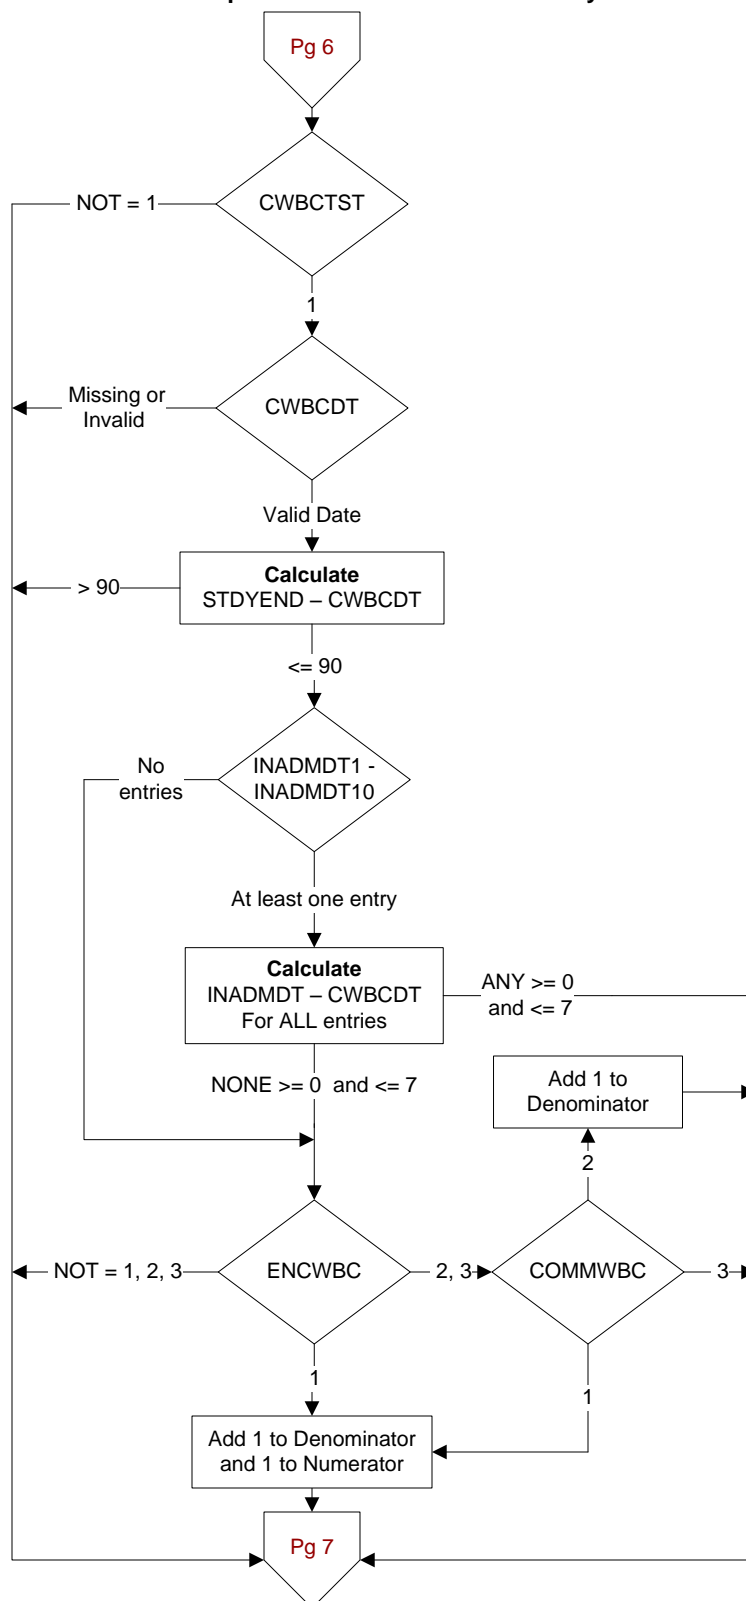 Pg 6
CWBCTST
NOT = 1
1
CWBCDT
Missing or
Invalid
Valid Date
Calculate
STDYEND – CWBCDT
> 90
<= 90
INADMDT1 -
INADMDT10
No
entries
At least one entry
Calculate
INADMDT – CWBCDT
For ALL entries
ANY >= 0
and <= 7
NONE >= 0 and <= 7
Add 1 to
Denominator
2
NOT = 1, 2, 3
ENCWBC
2, 3
COMMWBC
3
1
1
Add 1 to Denominator
and 1 to Numerator
Pg 7